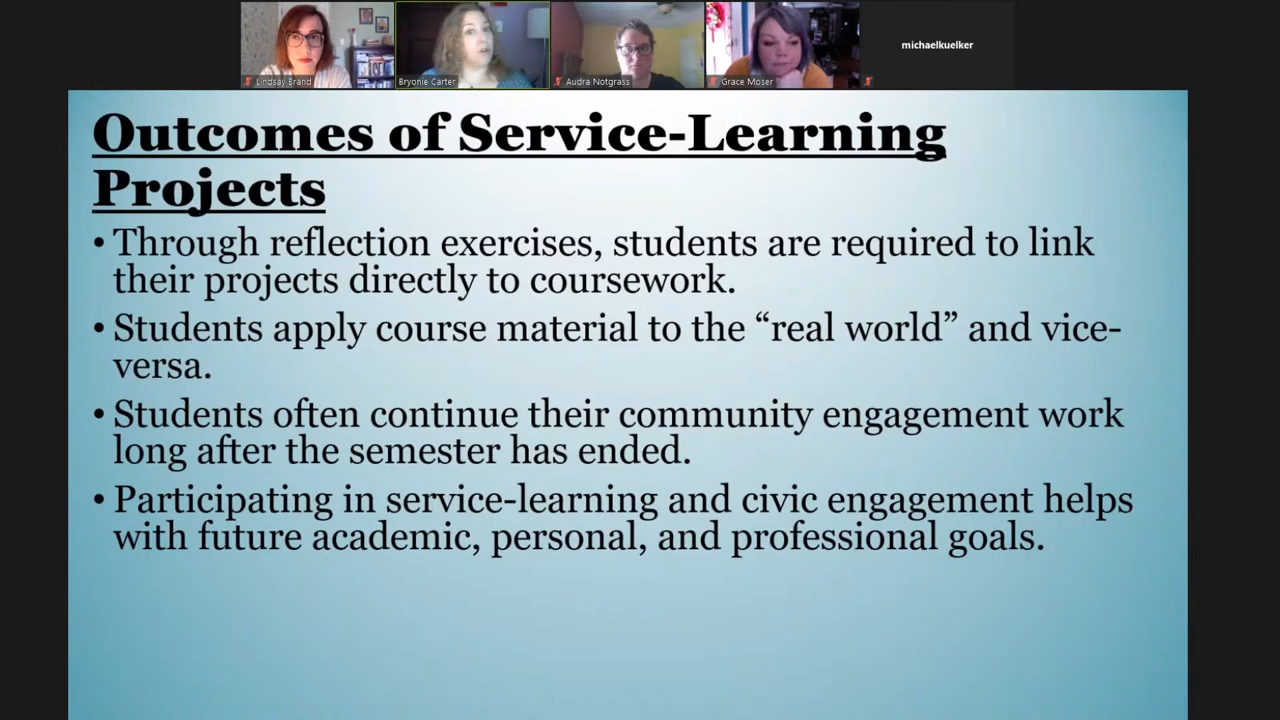 Lindsay Brand
Bryonie Carter
Audra Notgrass
Grace Moser
michaelkuelker
Outcomes of Service-Learning
Projects
• Through reflection exercises, students are required to link
their projects directly to coursework.
• Students apply course material to the “real world” and vice-
versa.
• Students often continue their community engagement work
long after the semester has ended.
• Participating in service-learning and civic engagement helps
with future academic, personal, and professional goals.